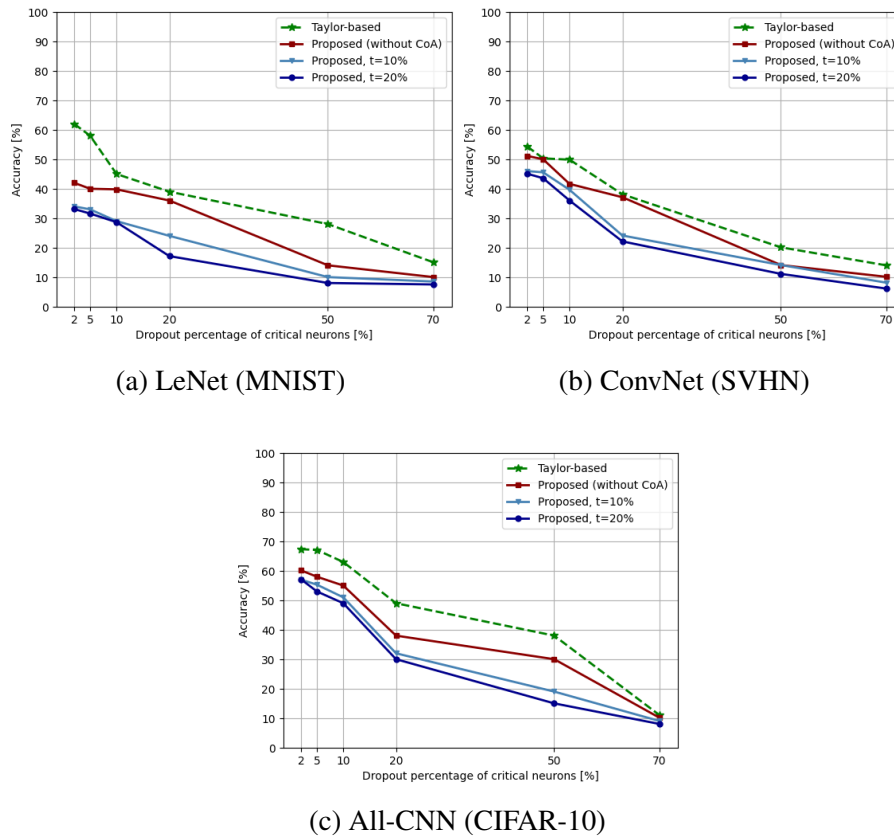 100
90
80
70
60
50
40
30
20
10
0
Accuracy [%]
Taylor-based
Proposed (without CoA)
Proposed, t=10%
Proposed, t=20%
2 5 10 20 50 70
Dropout percentage of critical neurons [%]
(a) LeNet (MNIST)
100
90
80
70
60
50
40
30
20
10
0
Accuracy [%]
Taylor-based
Proposed (without CoA)
Proposed, t=10%
Proposed, t=20%
2 5 10 20 50 70
Dropout percentage of critical neurons [%]
(b) ConvNet (SVHN)
100
90
80
70
60
50
40
30
20
10
0
Accuracy [%]
Taylor-based
Proposed (without CoA)
Proposed, t=10%
Proposed, t=20%
2 5 10 20 50 70
Dropout percentage of critical neurons [%]
(c) All-CNN (CIFAR-10)